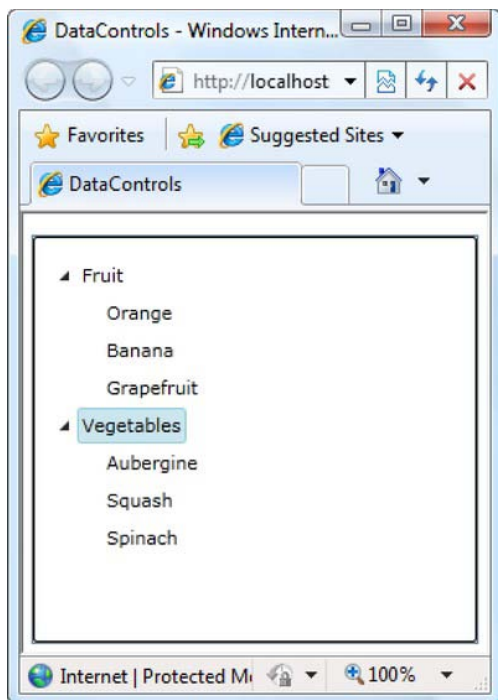 DataControls - Windows Intern...
http://localhost
Favorites Suggested Sites
DataControls
Fruit
Orange
Banana
Grapefruit
Vegetables
Aubergine
Squash
Spinach
Internet | Protected M 100%